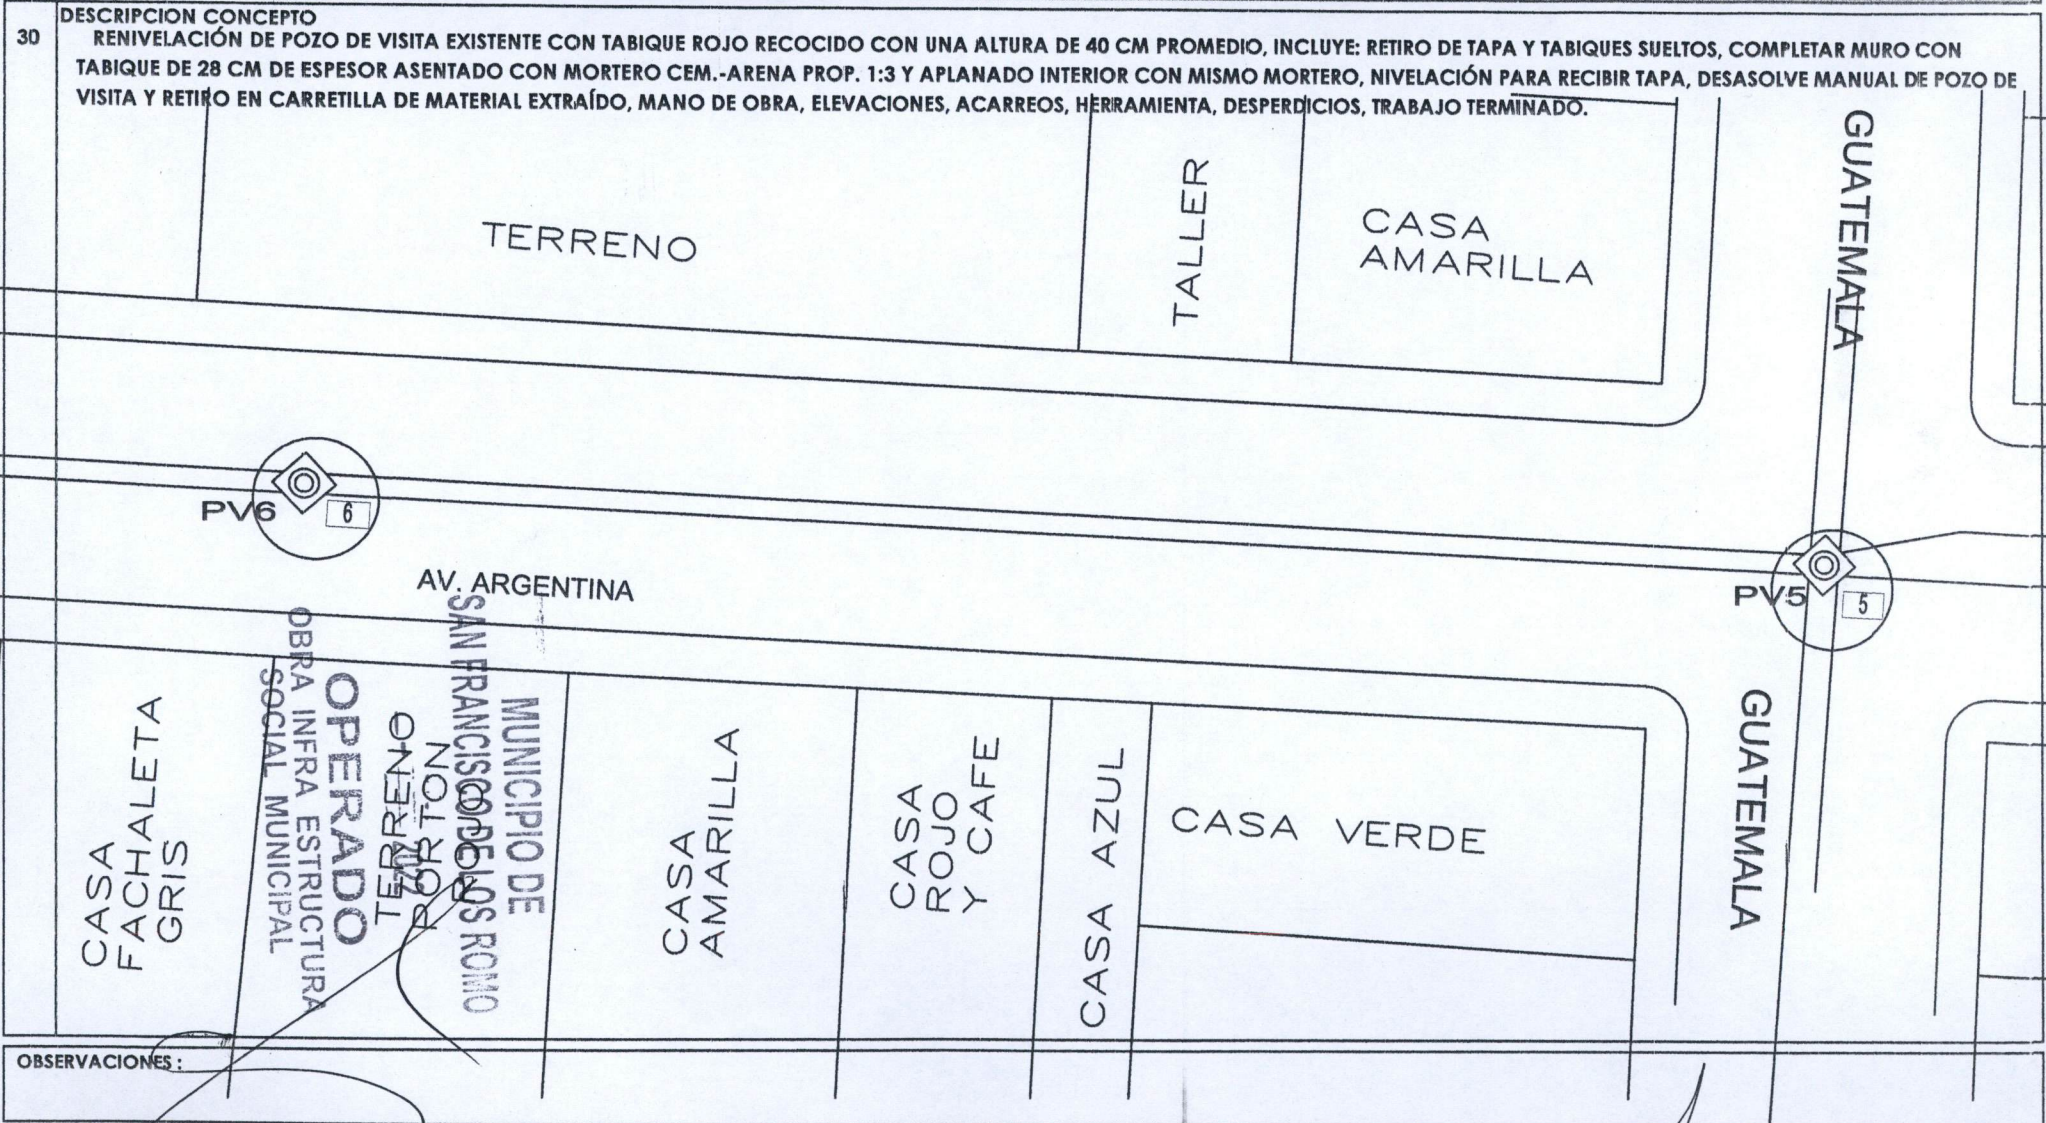 DESCRIPCION CONCEPTO
30
RENIVELACIÓN DE POZO DE VISITA EXISTENTE CON TABIQUE ROJO RECOCIDO CON UNA ALTURA DE 40 CM PROMEDIO, INCLUYE: RETIRO DE TAPA Y TABIQUES SUELTOS, COMPLETAR MURO CON
TABIQUE DE 28 CM DE ESPESOR ASENTADO CON MORTERO CEM.-ARENA PROP. 1:3 Y APLANADO INTERIOR CON MISMO MORTERO, NIVELACIÓN PARA RECIBIR TAPA, DESASOLVE MANUAL DE POZO DE
VISITA Y RETIRO EN CARRETILLA DE MATERIAL EXTRAÍDO, MANO DE OBRA, ELEVACIONES, ACARREOS, HERRAMIENTA, DESPERDICIOS, TRABAJO TERMINADO.
TERRENO
TALLER
CASA
AMARILLA
GUATEMALA
PV6
6
AV. ARGENTINA
PV5
5
GUATEMALA
CASA
FACHALETA
GRIS
TERRENO
PORTON
MUNICIPIO DE
SAN FRANCISCO DE LOS ROMO
OPERADO
OBRA INFRA ESTRUCTURA
SOCIAL MUNICIPAL
CASA
AMARILLA
CASA
ROJO
Y CAFE
CASA AZUL
CASA VERDE
OBSERVACIONES :